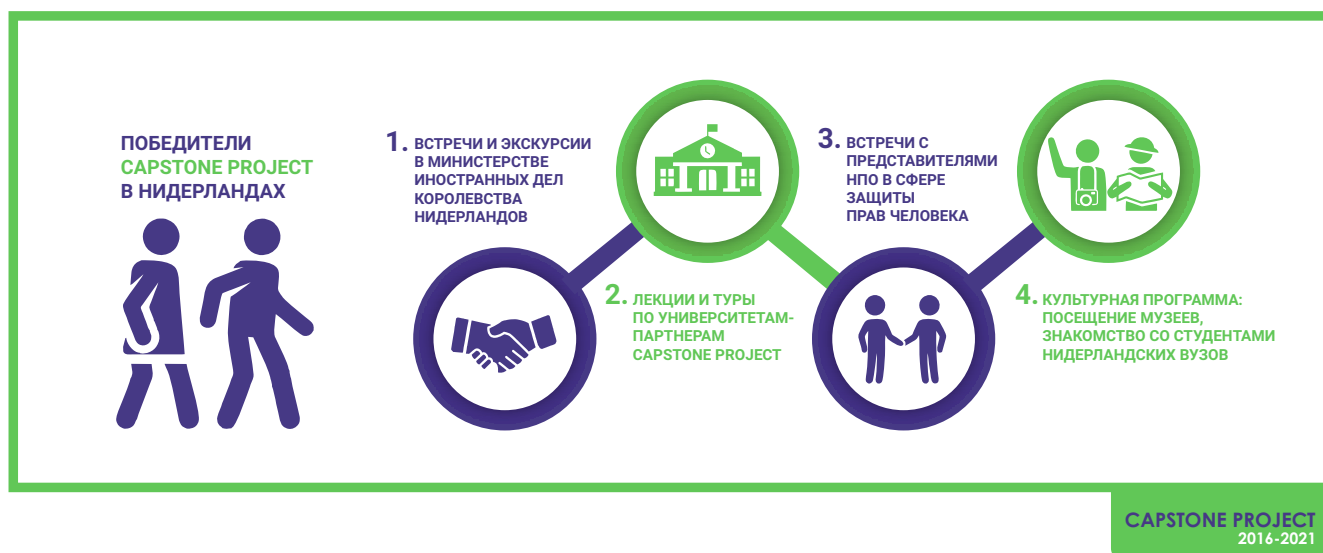 ПОБЕДИТЕЛИ
CAPSTONE PROJECT
В НИДЕРЛАНДАХ
1. ВСТРЕЧИ И ЭКСКУРСИИ
В МИНИСТЕРСТВЕ
ИНОСТРАННЫХ ДЕЛ
КОРОЛЕВСТВА
НИДЕРЛАНДОВ
2. ЛЕКЦИИ И ТУРЫ
ПО УНИВЕРСИТЕТАМ-
ПАРТНЕРАМ
CAPSTONE PROJECT
3. ВСТРЕЧИ С
ПРЕДСТАВИТЕЛЯМИ
НПО В СФЕРЕ
ЗАЩИТЫ
ПРАВ ЧЕЛОВЕКА
4. КУЛЬТУРНАЯ ПРОГРАММА:
ПОСЕЩЕНИЕ МУЗЕЕВ,
ЗНАКОМСТВО СО СТУДЕНТАМИ
НИДЕРЛАНДСКИХ ВУЗОВ
CAPSTONE PROJECT
2016-2021